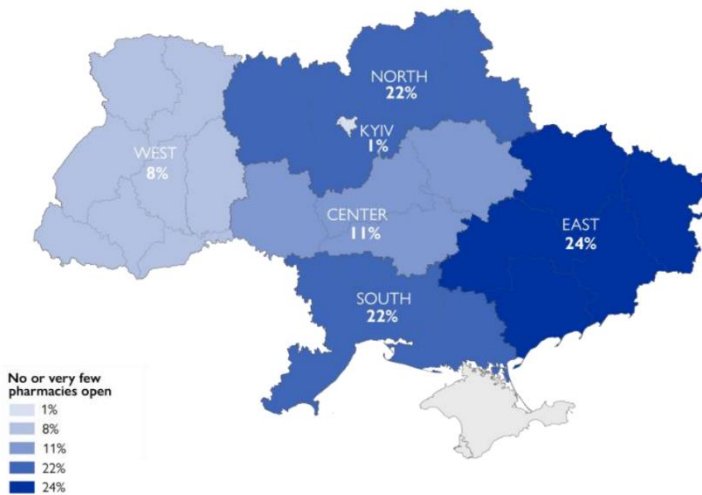 NORTH
22%
KYIV
1%
WEST
8%
CENTER
11%
EAST
24%
SOUTH
22%
No or very few
pharmacies open
1%
8%
11%
22%
24%